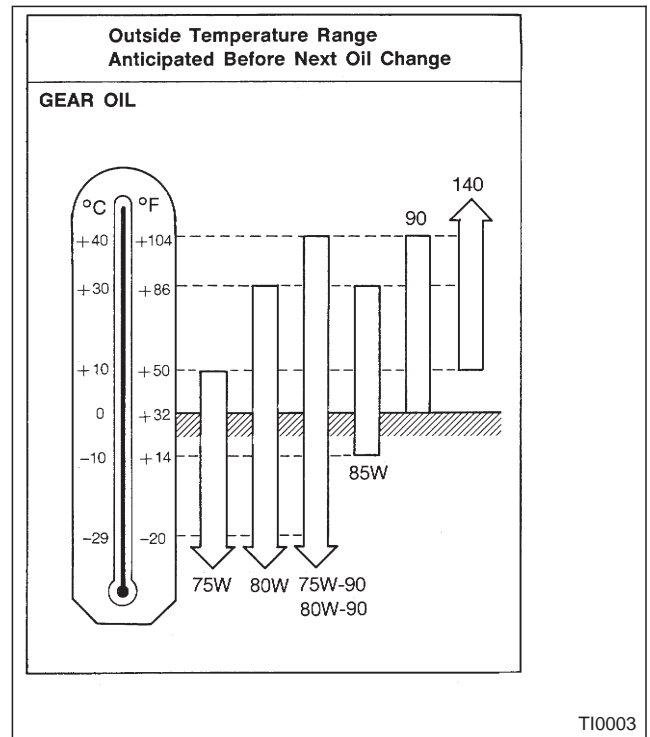 Outside Temperature Range
Anticipated Before Next Oil Change
GEAR OIL
140
90
°C °F
+40 +104
+30 +86
+10 +50
0 +32
-10 +14
85W
-29 -20
75W 80W 75W-90
80W-90
TI0003